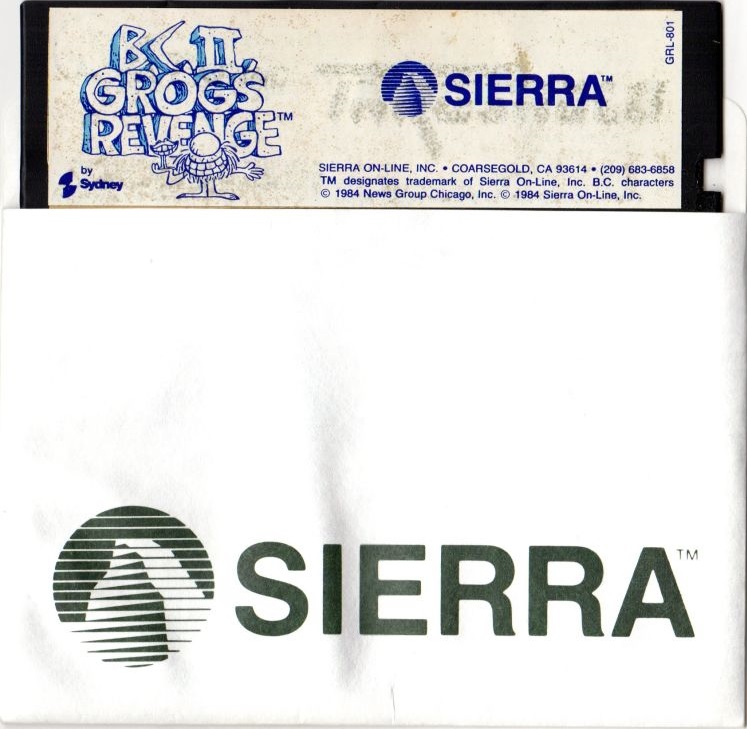 B.C. II.
GROG'S
REVENGE™
by
Sydney
SIERRA™
GRL-801
SIERRA ON-LINE, INC. • COARSEGOLD, CA 93614 • (209) 683-6858
TM designates trademark of Sierra On-Line, Inc. B.C. characters
© 1984 News Group Chicago, Inc. © 1984 Sierra On-Line, Inc.
SIERRA™